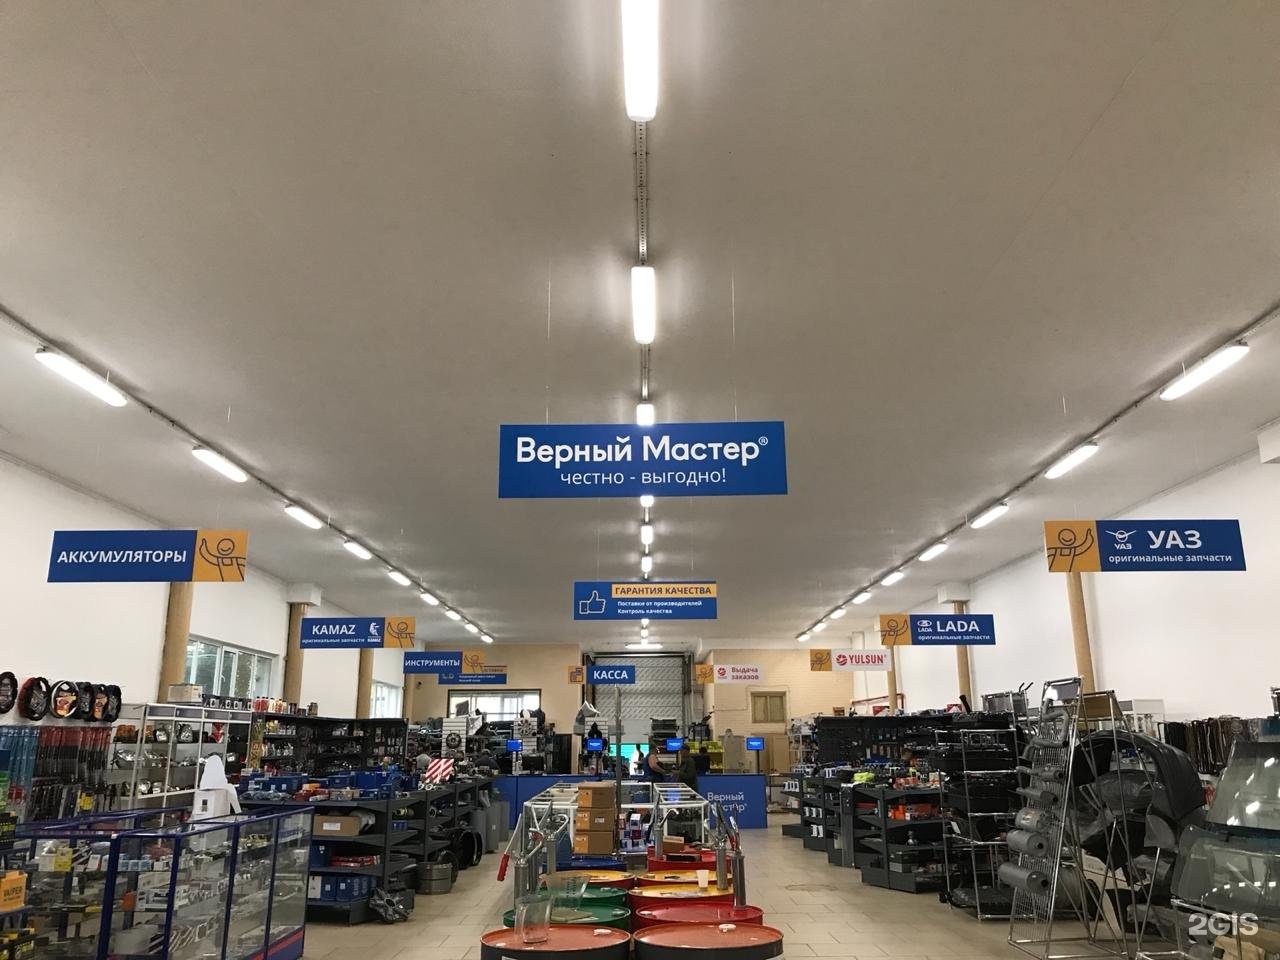 Верный Мастер®
честно - выгодно!
АККУМУЛЯТОРЫ
УАЗ
УАЗ
оригинальные запчасти
ГАРАНТИЯ КАЧЕСТВА
Поставки от производителей
Контроль качества
KAMAZ
оригинальные запчасти
KAMAZ
LADA
LADA
оригинальные запчасти
ИНСТРУМЕНТЫ
КАССА
Выдача
заказов
YULSUN
Верный
Мастер®
2GIS